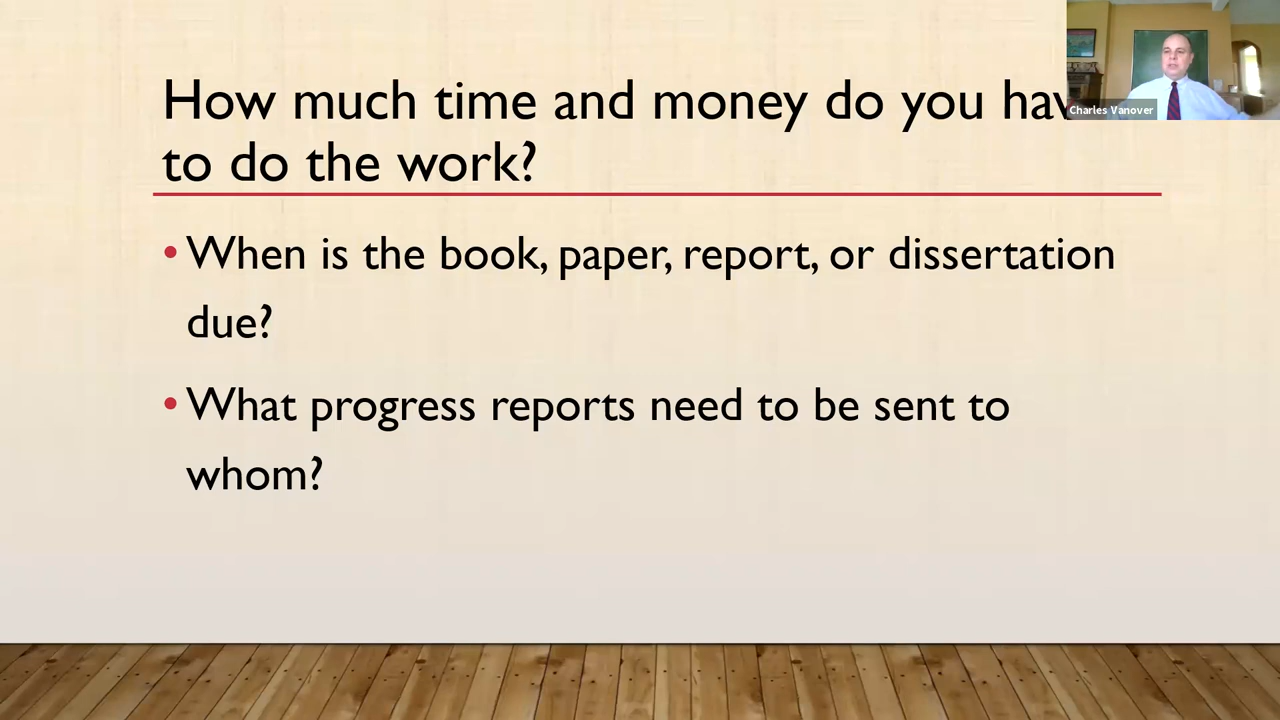 How much time and money do you hav
to do the work?
Charles Vanover
• When is the book, paper, report, or dissertation
due?
• What progress reports need to be sent to
whom?